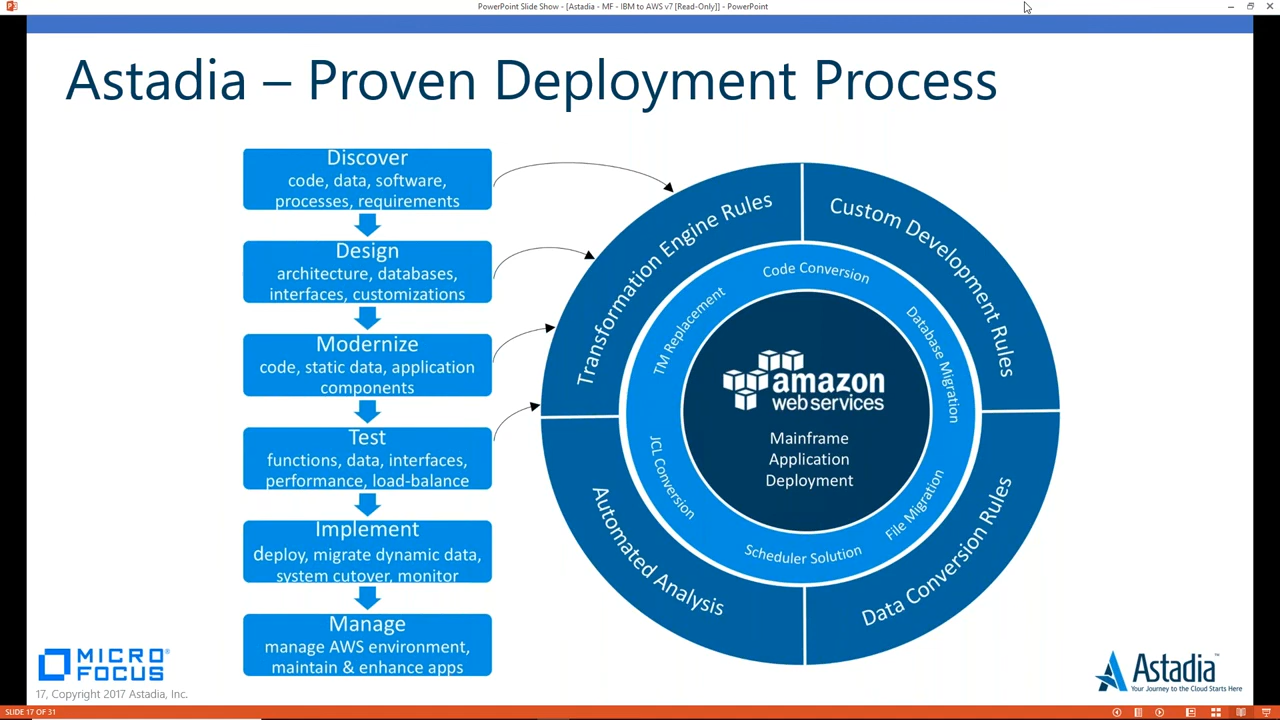 PowerPoint Slide Show - [Astadia - MF - IBM to AWS v7 [Read-Only]] - PowerPoint
Astadia – Proven Deployment Process
Discover
code, data, software,
processes, requirements
Design
architecture, databases,
interfaces, customizations
Modernize
code, static data, application
components
Test
functions, data, interfaces,
performance, load-balance
Implement
deploy, migrate dynamic data,
system cutover, monitor
Manage
manage AWS environment,
maintain & enhance apps
Transformation Engine Rules
Custom Development Rules
Data Conversion Rules
Automated Analysis
Code Conversion
Database Migration
File Migration
Scheduler Solution
JCL Conversion
TM Replacement
amazon
web services
Mainframe
Application
Deployment
MICRO
FOCUS
17, Copyright 2017 Astadia, Inc.
Astadia™
Your Journey to the Cloud Starts Here
SLIDE 17 OF 31